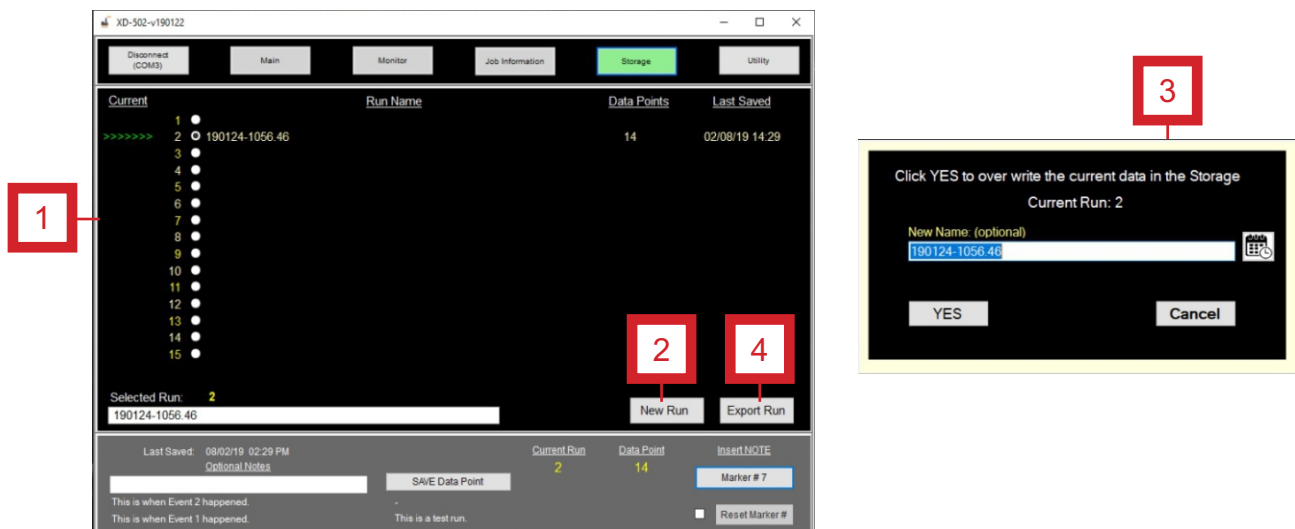 XD-502-v190122
Disconnect (COM3) Main Monitor Job Information Storage Utility
Current Run Name Data Points Last Saved
1
>>>>>>> 2 190124-1056.46 14 02/08/19 14:29
3
4
5
6
7
8
9
10
11
12
13
14
15
Selected Run: 2
190124-1056.46 New Run Export Run
Last Saved: 08/02/19 02:29 PM Current Run Data Point Insert NOTE
Optional Notes 2 14
SAVE Data Point Marker # 7
This is when Event 2 happened. -
This is when Event 1 happened. This is a test run. Reset Marker #
1
2
4
3
Click YES to over write the current data in the Storage
Current Run: 2
New Name: (optional)
190124-1056.46
YES Cancel